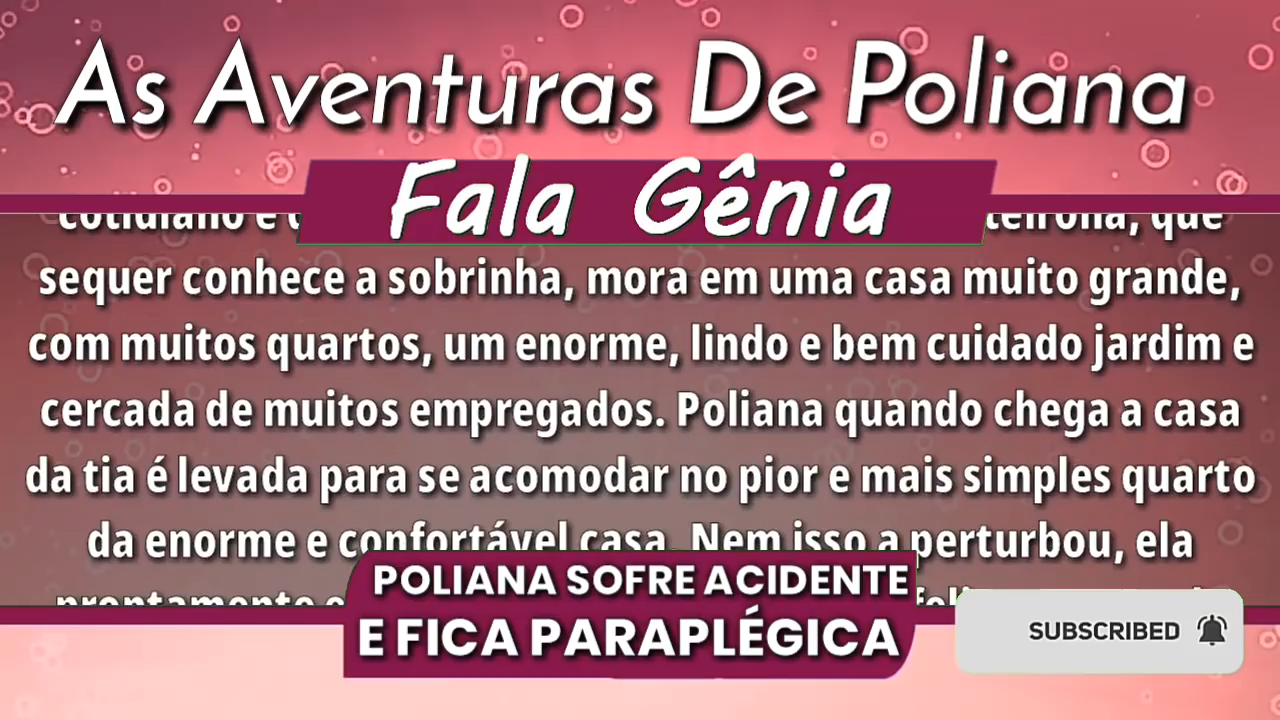 As Aventuras De Poliana
Fala Gênia
cotidiano e que
sequer conhece a sobrinha, mora em uma casa muito grande,
com muitos quartos, um enorme, lindo e bem cuidado jardim e
cercada de muitos empregados. Poliana quando chega a casa
da tia é levada para se acomodar no pior e mais simples quarto
da enorme e confortável casa. Nem isso a perturbou, ela
POLIANA SOFRE ACIDENTE
E FICA PARAPLÉGICA
SUBSCRIBED